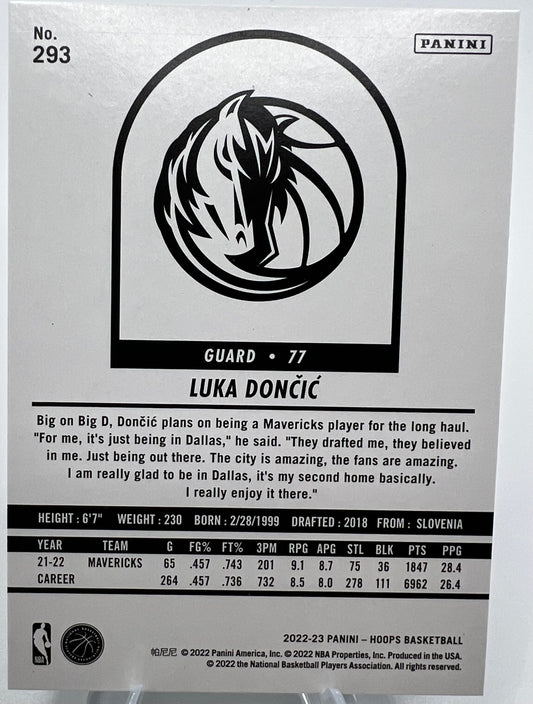 No.
293
PANINI
GUARD • 77
LUKA DONČIĆ
Big on Big D, Dončić plans on being a Mavericks player for the long haul.
"For me, it's just being in Dallas," he said. "They drafted me, they believed
in me. Just being out there. The city is amazing, the fans are amazing.
I am really glad to be in Dallas, it's my second home basically.
I really enjoy it there."
HEIGHT : 6'7" WEIGHT : 230 BORN : 2/28/1999 DRAFTED : 2018 FROM : SLOVENIA
YEAR TEAM G FG% FT% 3PM RPG APG STL BLK PTS PPG
21-22 MAVERICKS 65 .457 .743 201 9.1 8.7 75 36 1847 28.4
CAREER 264 .457 .736 732 8.5 8.0 278 111 6962 26.4
2022-23 PANINI – HOOPS BASKETBALL
帕尼尼 © 2022 Panini America, Inc. © 2022 NBA Properties, Inc. Produced in the USA.
© 2022 the National Basketball Players Association. All rights reserved.
NBA